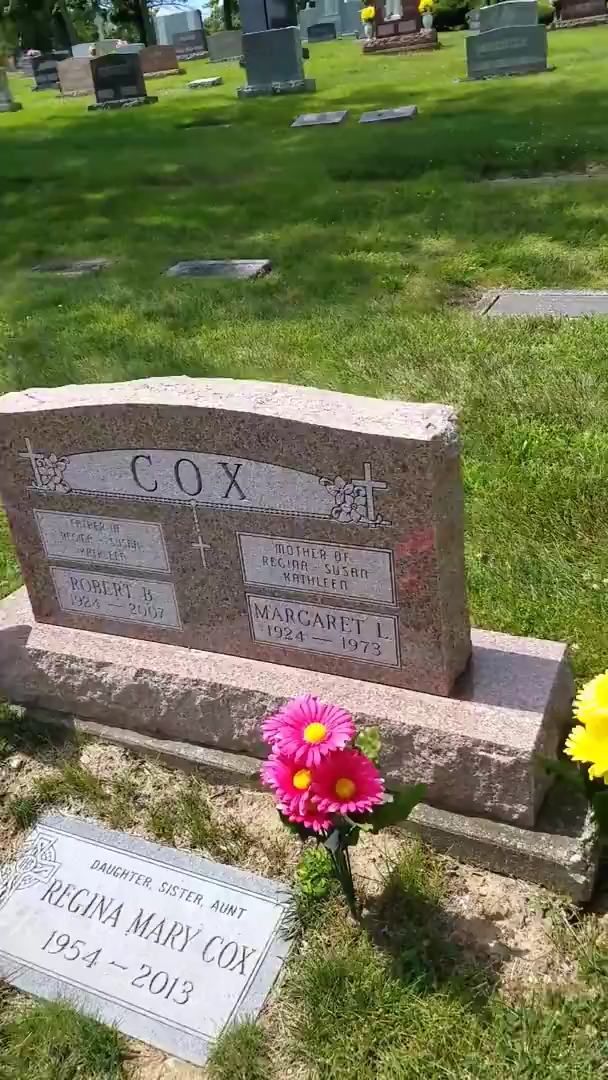 COX
FATHER OF
REGINA - SUSAN
KATHLEEN
ROBERT B.
1924 — 2007
MOTHER OF
REGINA - SUSAN
KATHLEEN
MARGARET L.
1924 — 1973
DAUGHTER, SISTER, AUNT
REGINA MARY COX
1954 — 2013